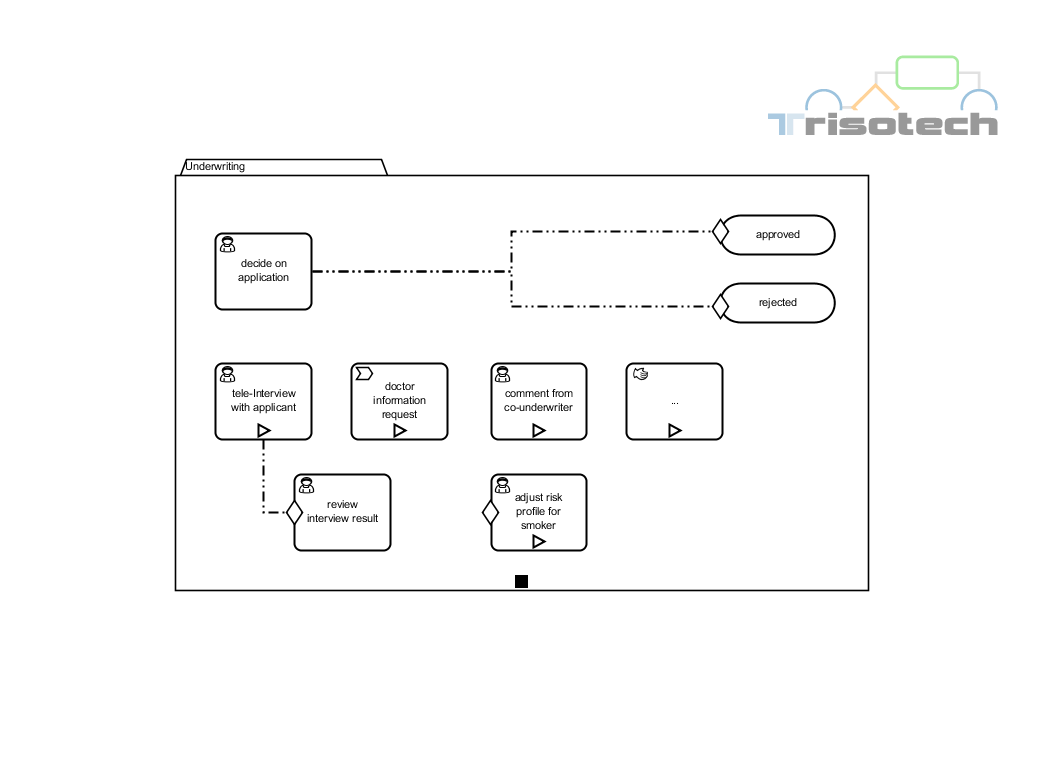 Trisotech
Underwriting
approved
decide on
application
rejected
tele-Interview
with applicant
doctor
information
request
comment from
co-underwriter
...
review
interview result
adjust risk
profile for
smoker